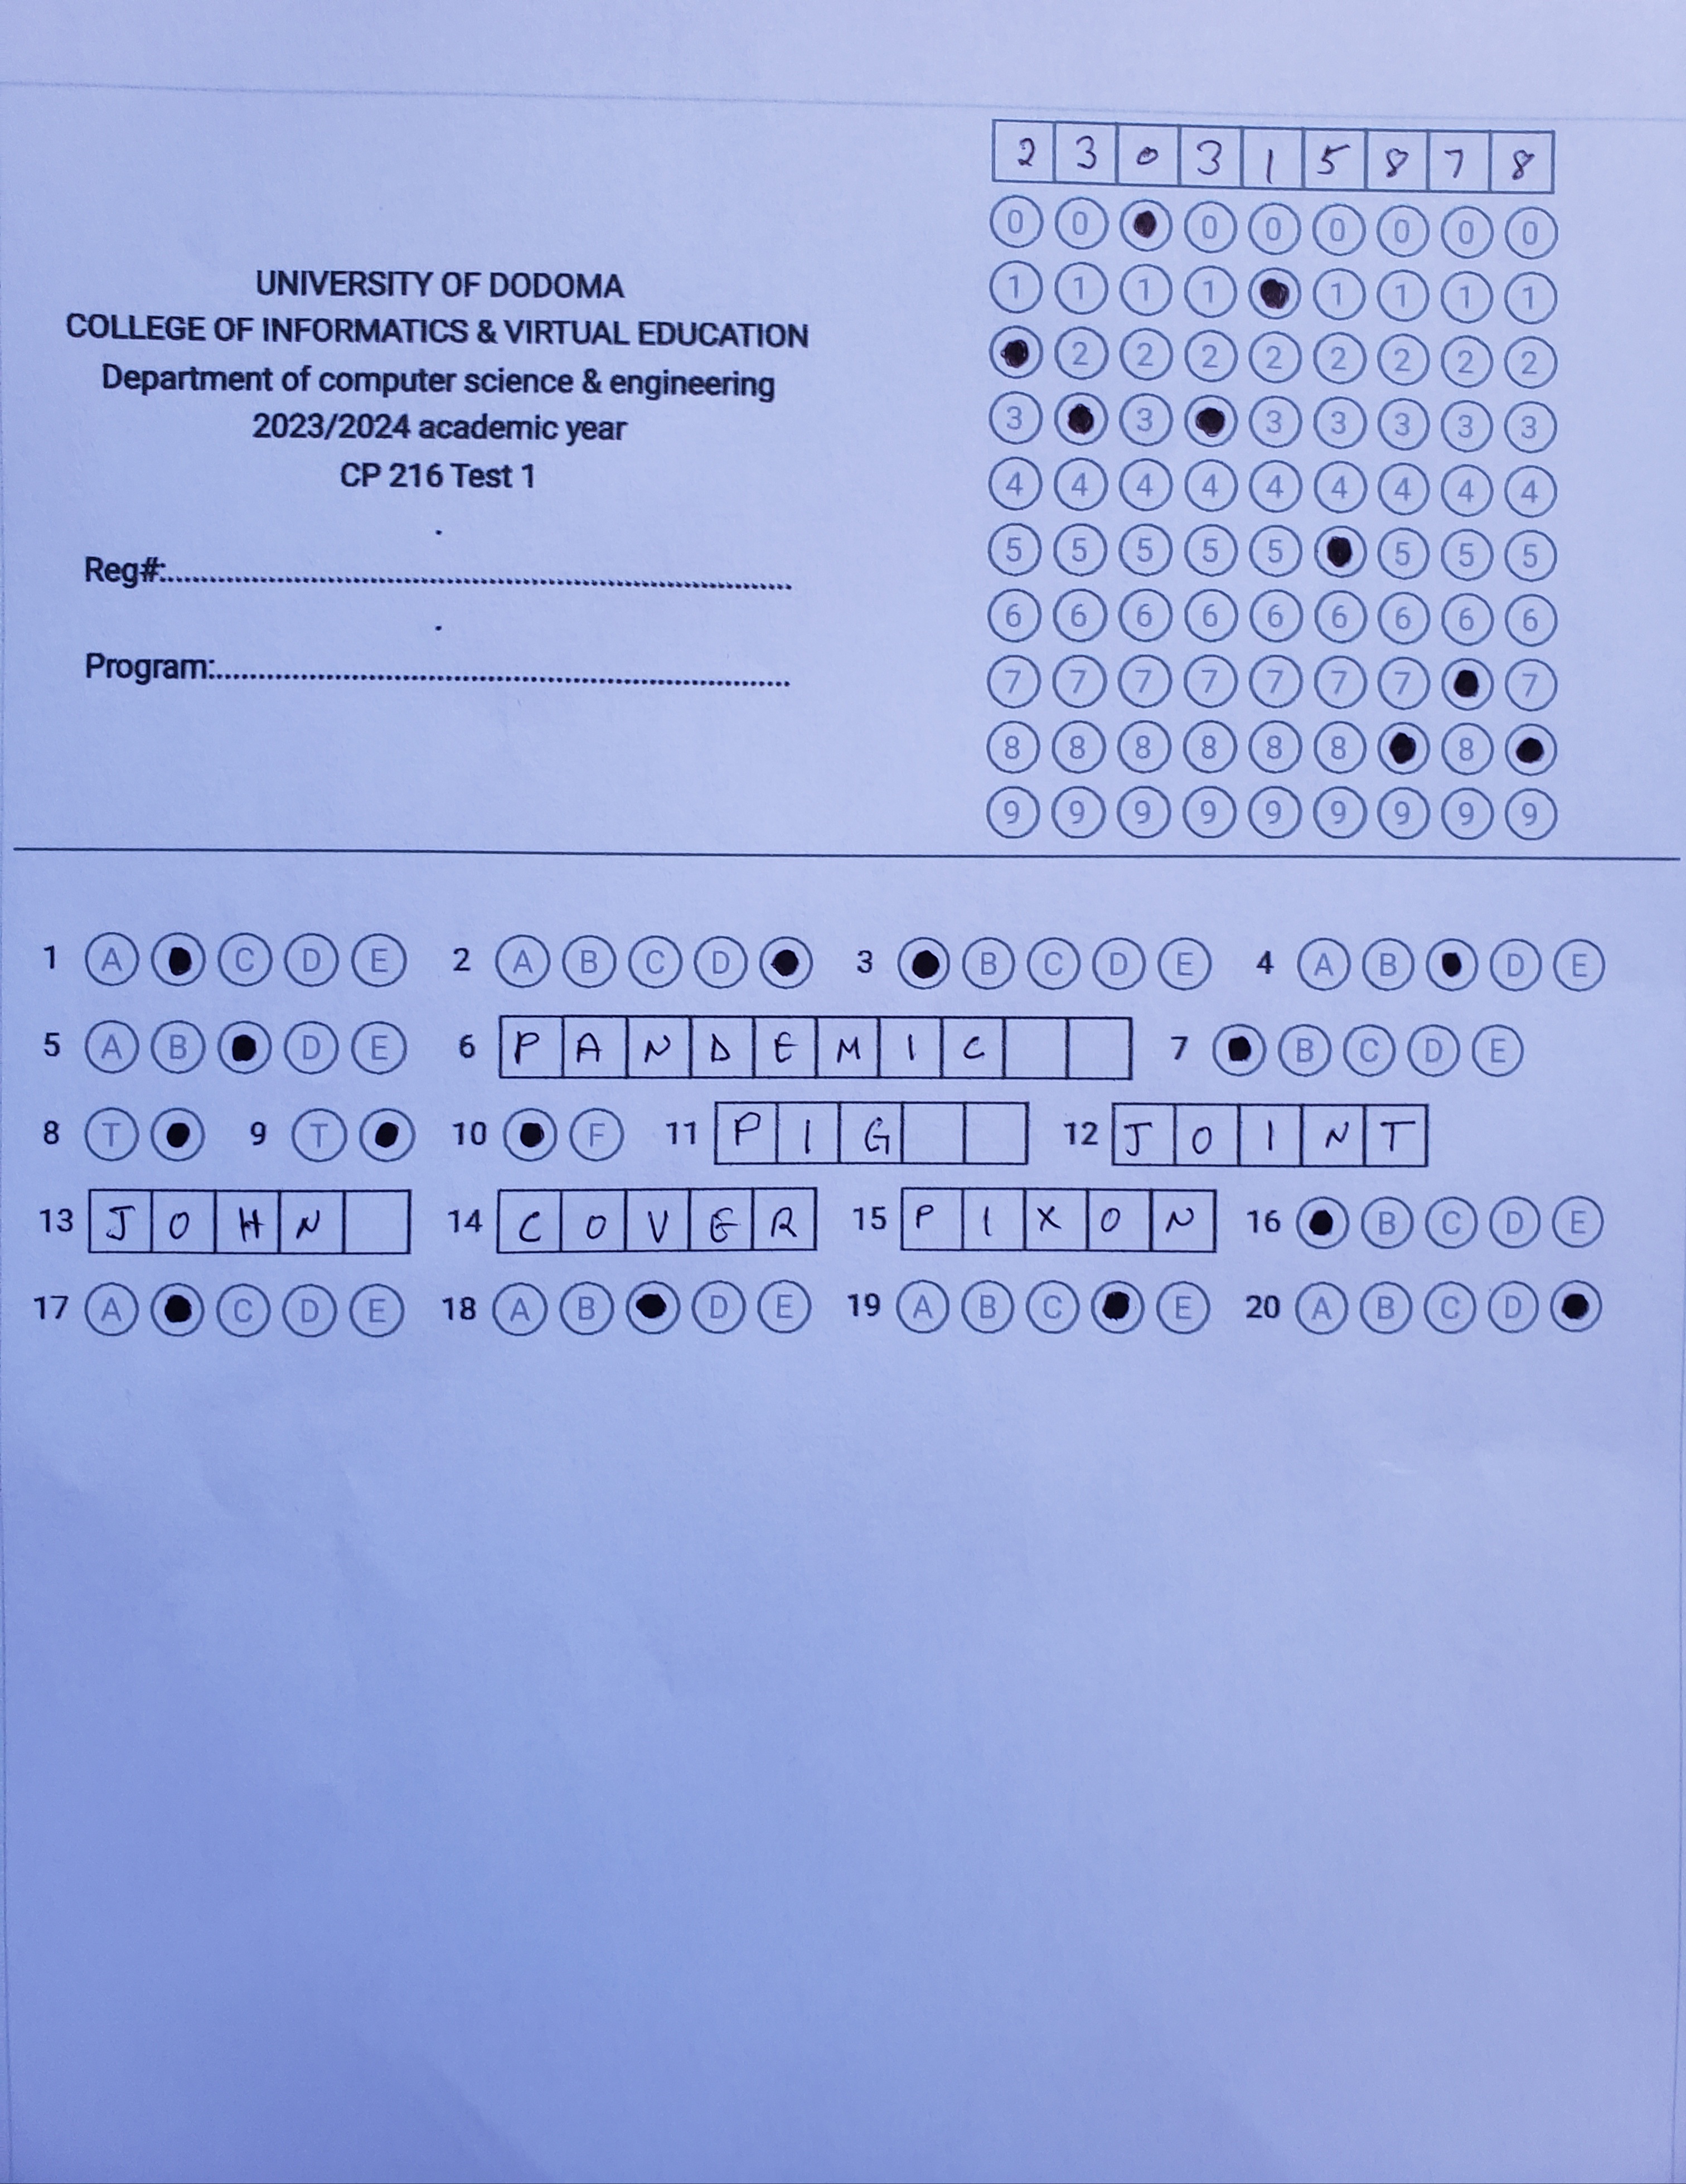 2 3 0 3 1 5 8 7 8
0 0 0 0 0 0 0 0
1 1 1 1 1 1 1 1
2 2 2 2 2 2 2 2
3 3 3 3 3 3 3
4 4 4 4 4 4 4 4 4
5 5 5 5 5 5 5 5
6 6 6 6 6 6 6 6 6
7 7 7 7 7 7 7 7
8 8 8 8 8 8 8
9 9 9 9 9 9 9 9 9
UNIVERSITY OF DODOMA
COLLEGE OF INFORMATICS & VIRTUAL EDUCATION
Department of computer science & engineering
2023/2024 academic year
CP 216 Test 1
Reg#:
Program:
1 A C D E 2 A B C D 3 B C D E 4 A B D E
5 A B D E 6 P A N D E M I C 7 B C D E
8 T 9 T 10 F 11 P I G 12 J O I N T
13 J O H N 14 C O V E R 15 P I X O N 16 B C D E
17 A C D E 18 A B D E 19 A B C E 20 A B C D